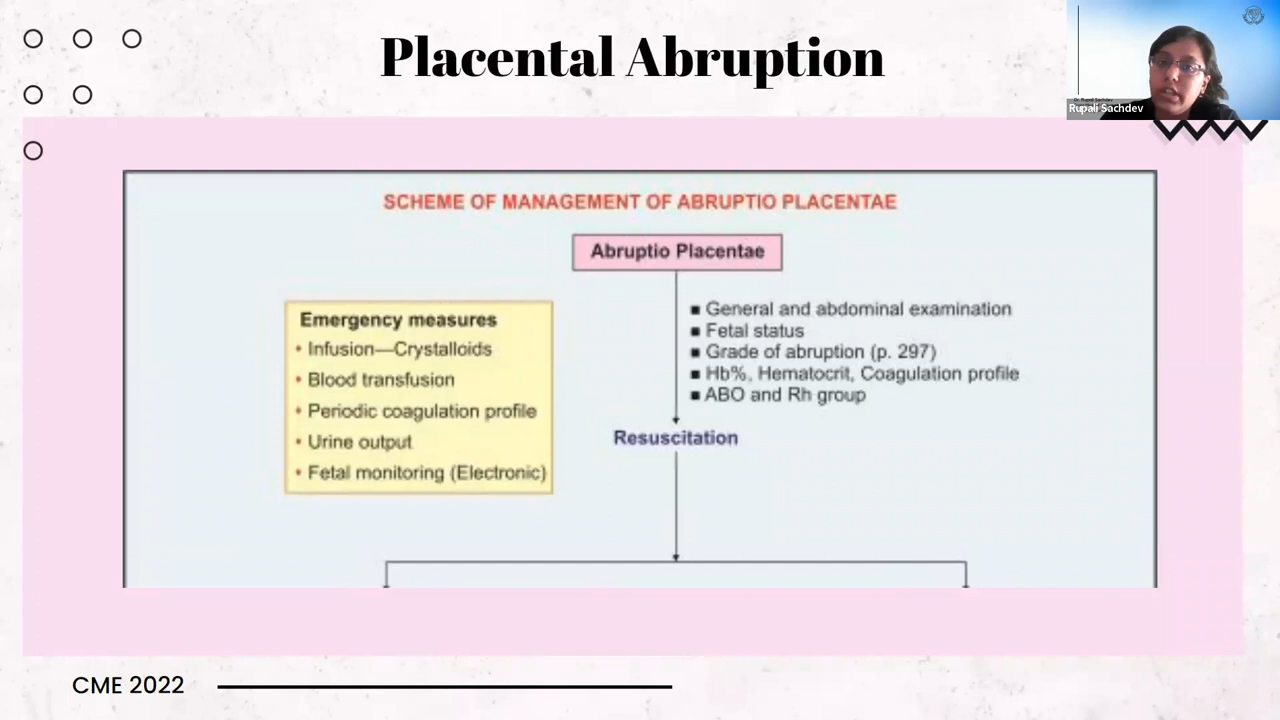 Placental Abruption
Rupali Sachdev
SCHEME OF MANAGEMENT OF ABRUPTIO PLACENTAE
Abruptio Placentae
Emergency measures
• Infusion—Crystalloids
• Blood transfusion
• Periodic coagulation profile
• Urine output
• Fetal monitoring (Electronic)
■ General and abdominal examination
■ Fetal status
■ Grade of abruption (p. 297)
■ Hb%, Hematocrit, Coagulation profile
■ ABO and Rh group
Resuscitation
CME 2022